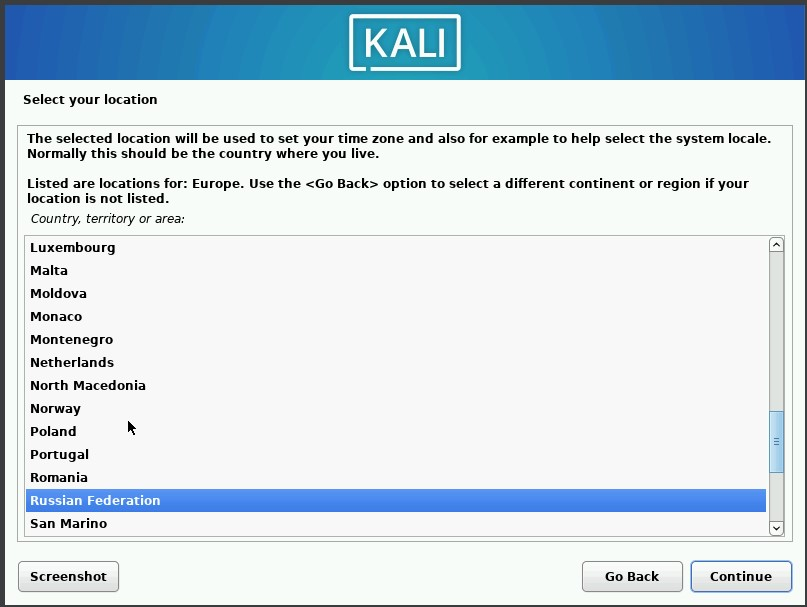 KALI
Select your location
The selected location will be used to set your time zone and also for example to help select the system locale.
Normally this should be the country where you live.
Listed are locations for: Europe. Use the <Go Back> option to select a different continent or region if your
location is not listed.
Country, territory or area:
Luxembourg
Malta
Moldova
Monaco
Montenegro
Netherlands
North Macedonia
Norway
Poland
Portugal
Romania
Russian Federation
San Marino
Screenshot
Go Back
Continue